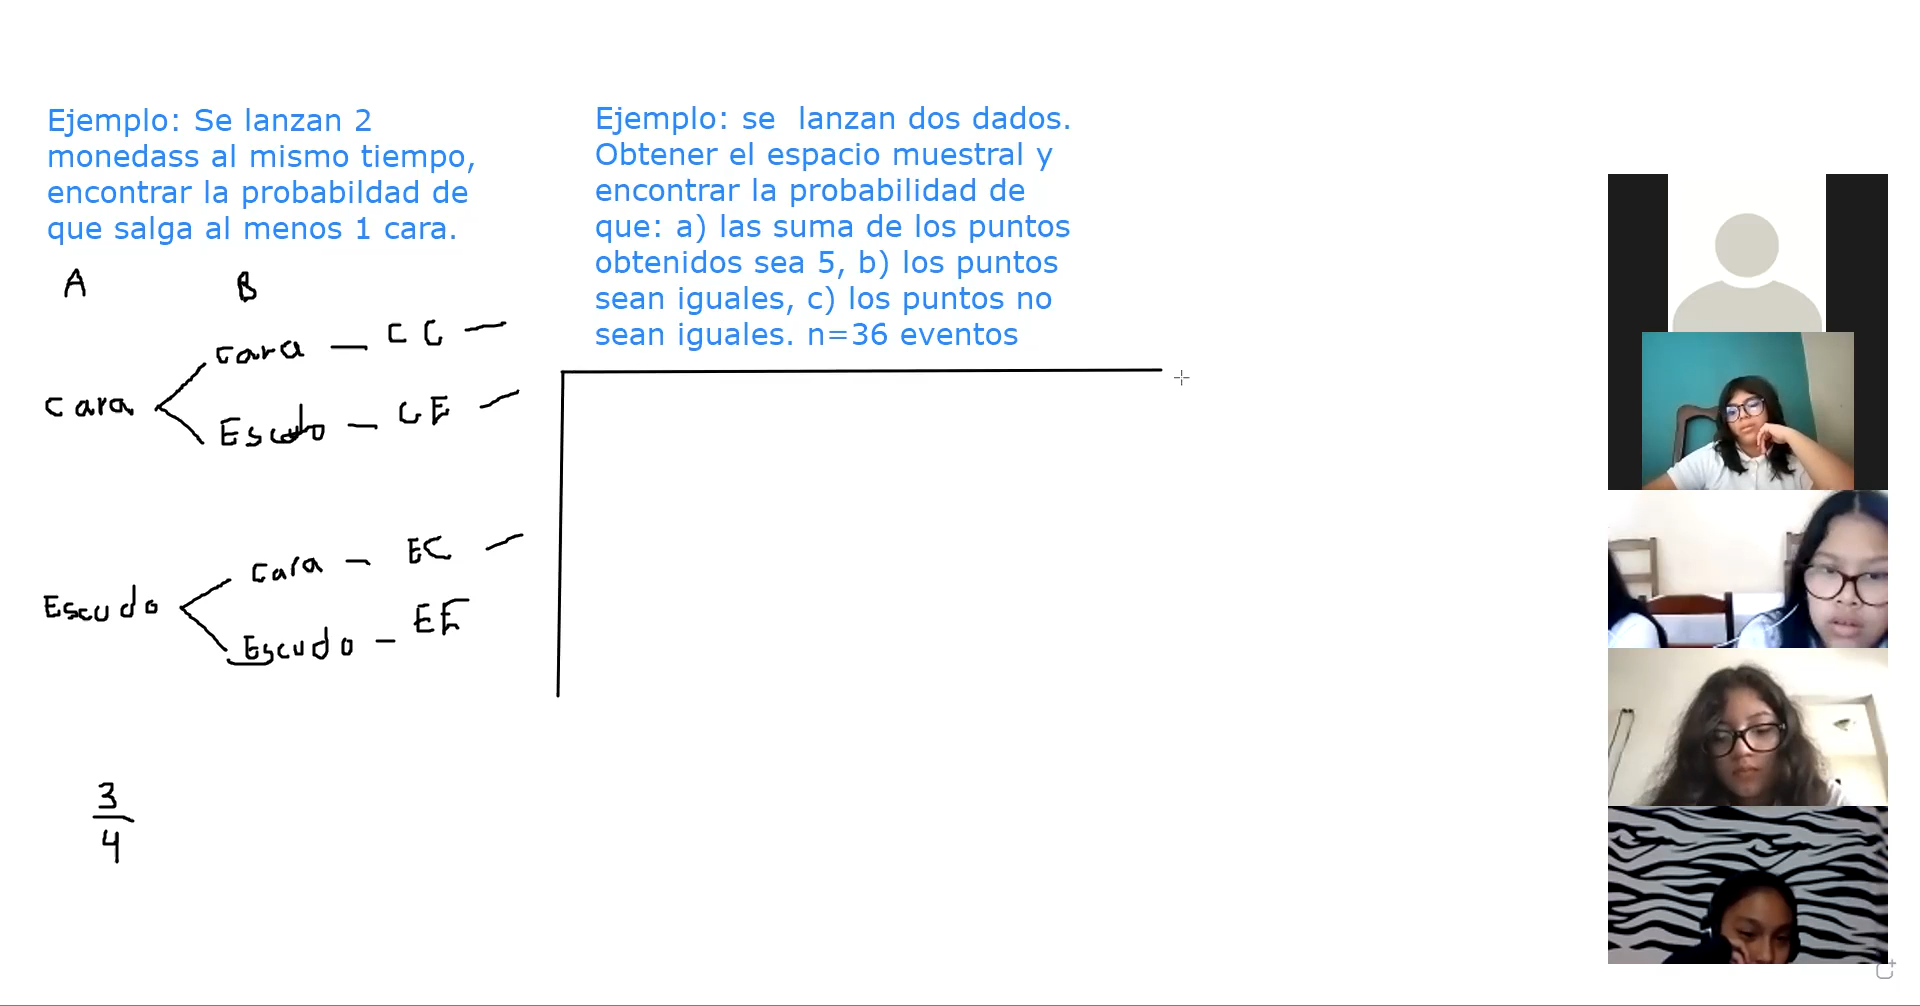 Ejemplo: Se lanzan 2
monedass al mismo tiempo,
encontrar la probabildad de
que salga al menos 1 cara.
A B
cara — CC —
cara
Escudo — CE —
cara — EC —
Escudo
Escudo — EE
3
4
Ejemplo: se lanzan dos dados.
Obtener el espacio muestral y
encontrar la probabilidad de
que: a) las suma de los puntos
obtenidos sea 5, b) los puntos
sean iguales, c) los puntos no
sean iguales. n=36 eventos